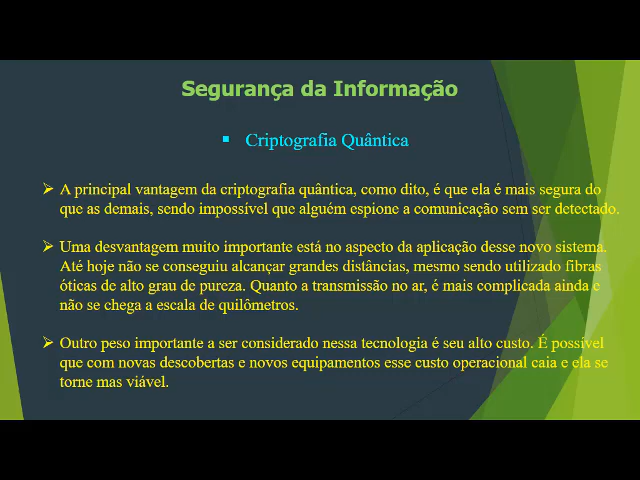 Segurança da Informação
▪ Criptografia Quântica
➢ A principal vantagem da criptografia quântica, como dito, é que ela é mais segura do
que as demais, sendo impossível que alguém espione a comunicação sem ser detectado.
➢ Uma desvantagem muito importante está no aspecto da aplicação desse novo sistema.
Até hoje não se conseguiu alcançar grandes distâncias, mesmo sendo utilizado fibras
óticas de alto grau de pureza. Quanto a transmissão no ar, é mais complicada ainda e
não se chega a escala de quilômetros.
➢ Outro peso importante a ser considerado nessa tecnologia é seu alto custo. É possível
que com novas descobertas e novos equipamentos esse custo operacional caia e ela se
torne mas viável.